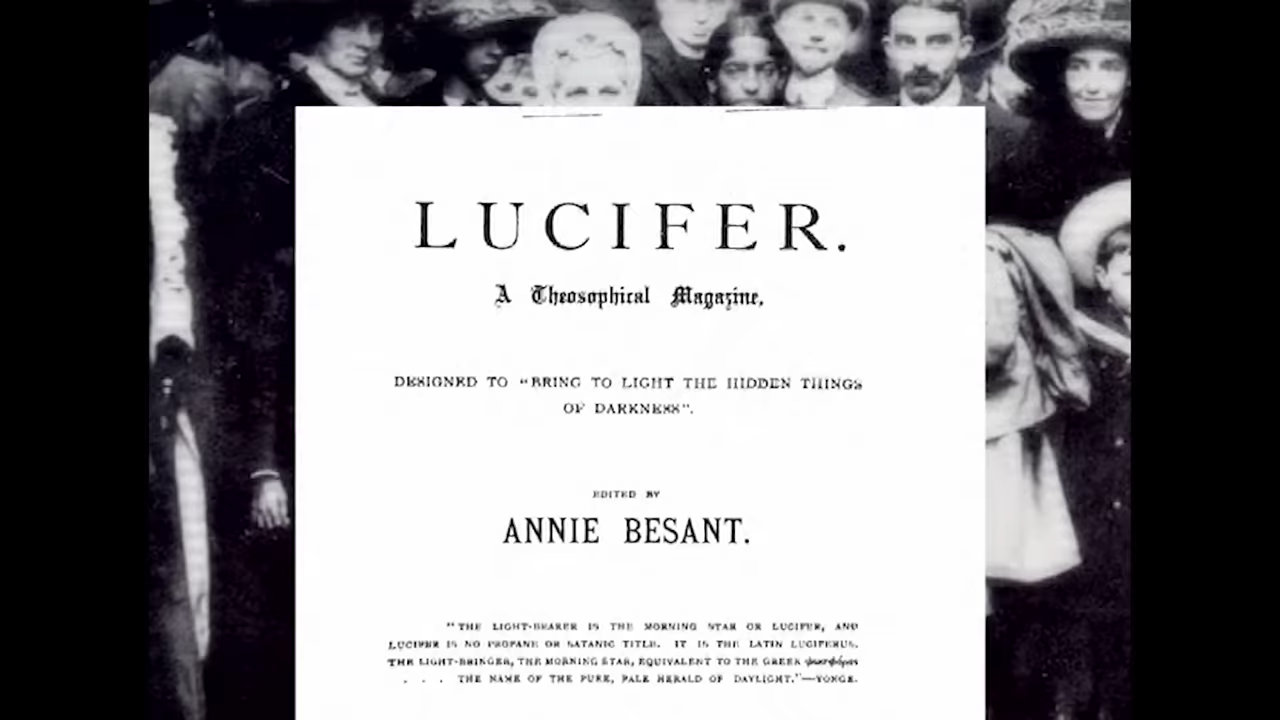 LUCIFER.
A Theosophical Magazine,
DESIGNED TO “BRING TO LIGHT THE HIDDEN THINGS
OF DARKNESS”.
EDITED BY
ANNIE BESANT.
“THE LIGHT-BEARER IS THE MORNING STAR OR LUCIFER, AND
LUCIFER IS NO PROFANE OR SATANIC TITLE. IT IS THE LATIN LUCIFERUS,
THE LIGHT-BRINGER, THE MORNING STAR, EQUIVALENT TO THE GREEK
. . . THE NAME OF THE PURE, PALE HERALD OF DAYLIGHT.”—YONGE.